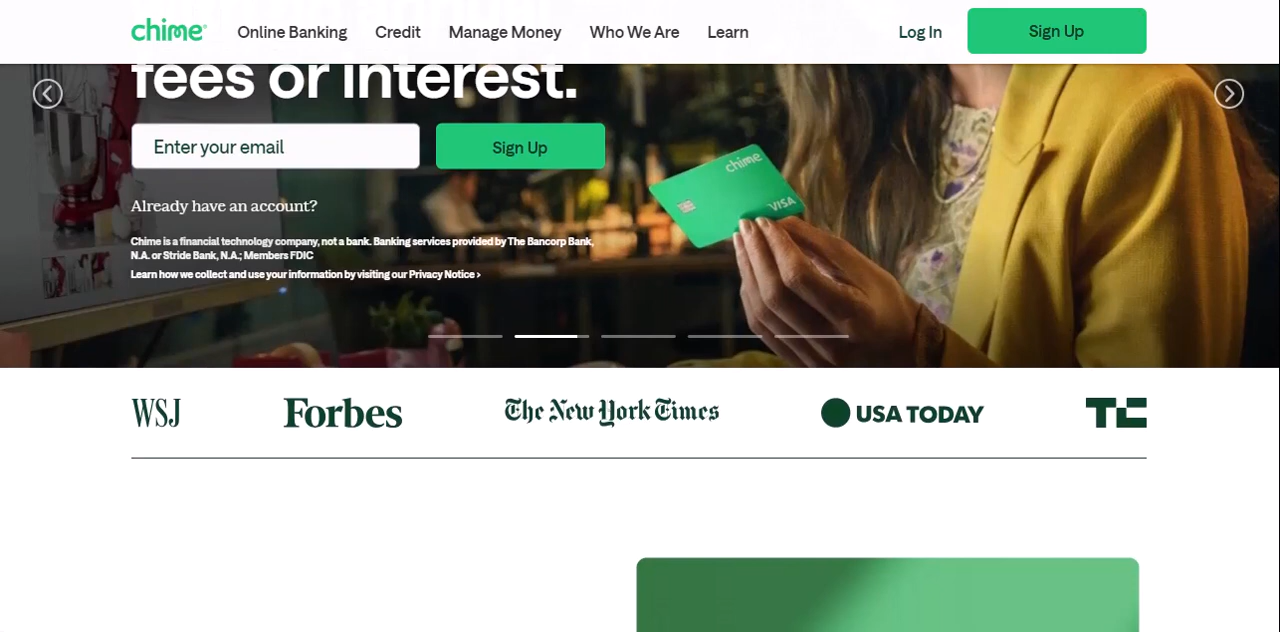 chime
Online Banking
Credit
Manage Money
Who We Are
Learn
Log In
Sign Up
fees or interest.
Enter your email
Sign Up
Already have an account?
Chime is a financial technology company, not a bank. Banking services provided by The Bancorp Bank,
N.A. or Stride Bank, N.A.; Members FDIC
Learn how we collect and use your information by visiting our Privacy Notice >
chime
VISA
WSJ
Forbes
The New York Times
USA TODAY
TC